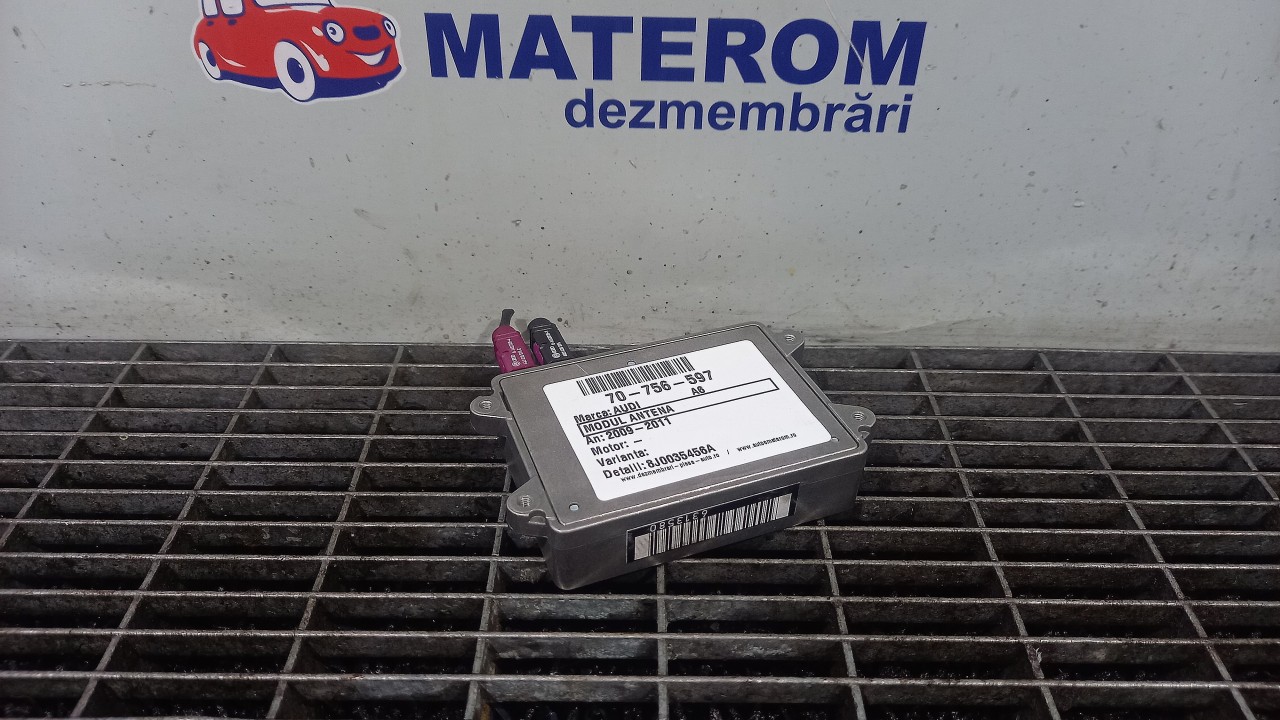 MATEROM
dezmembrări
70-756-597
Marca: AUDI A6
MODUL ANTENA
An: 2009-2011
Motor: -
Varianta:
Detalii: 8J0035456A
www.dezmembrari-piese-auto.ro / www.automaterom.ro